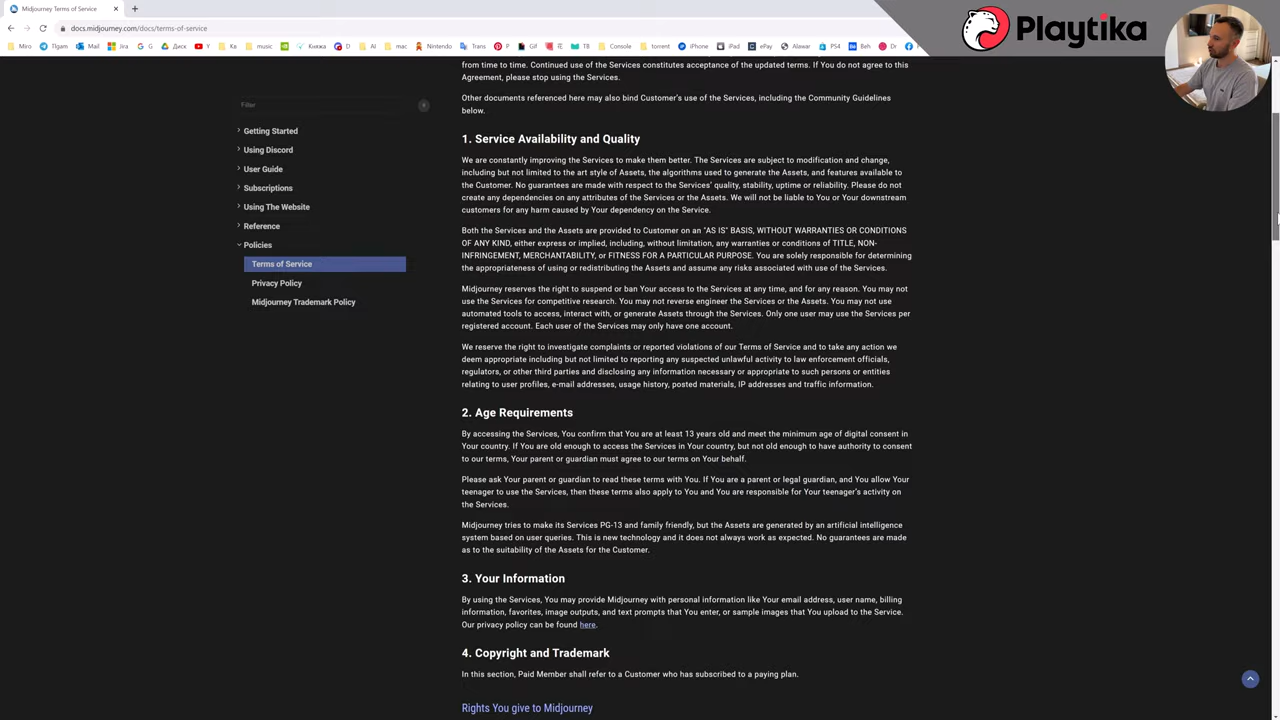 Midjourney Terms of Service
docs.midjourney.com/docs/terms-of-service
Miro
Пдап
Mail
Jira
G
Диск
Y
Кв
music
Княжа
D
AI
mac
Nintendo
Trans
P
Gif
ЇЕ
TB
Console
torrent
iPhone
iPad
ePay
Alawar
PS4
Beh
Dr
Playtika
from time to time. Continued use of the Services constitutes acceptance of the updated terms. If You do not agree to this
Agreement, please stop using the Services.
Other documents referenced here may also bind Customer's use of the Services, including the Community Guidelines
below.
Filter
Getting Started
Using Discord
User Guide
Subscriptions
Using The Website
Reference
Policies
Terms of Service
Privacy Policy
Midjourney Trademark Policy
1. Service Availability and Quality
We are constantly improving the Services to make them better. The Services are subject to modification and change,
including but not limited to the art style of Assets, the algorithms used to generate the Assets, and features available to
the Customer. No guarantees are made with respect to the Services' quality, stability, uptime or reliability. Please do not
create any dependencies on any attributes of the Services or the Assets. We will not be liable to You or Your downstream
customers for any harm caused by Your dependency on the Service.
Both the Services and the Assets are provided to Customer on an "AS IS" BASIS, WITHOUT WARRANTIES OR CONDITIONS
OF ANY KIND, either express or implied, including, without limitation, any warranties or conditions of TITLE, NON-
INFRINGEMENT, MERCHANTABILITY, or FITNESS FOR A PARTICULAR PURPOSE. You are solely responsible for determining
the appropriateness of using or redistributing the Assets and assume any risks associated with use of the Services.
Midjourney reserves the right to suspend or ban Your access to the Services at any time, and for any reason. You may not
use the Services for competitive research. You may not reverse engineer the Services or the Assets. You may not use
automated tools to access, interact with, or generate Assets through the Services. Only one user may use the Services per
registered account. Each user of the Services may only have one account.
We reserve the right to investigate complaints or reported violations of our Terms of Service and to take any action we
deem appropriate including but not limited to reporting any suspected unlawful activity to law enforcement officials,
regulators, or other third parties and disclosing any information necessary or appropriate to such persons or entities
relating to user profiles, e-mail addresses, usage history, posted materials, IP addresses and traffic information.
2. Age Requirements
By accessing the Services, You confirm that You are at least 13 years old and meet the minimum age of digital consent in
Your country. If You are old enough to access the Services in Your country, but not old enough to have authority to consent
to our terms, Your parent or guardian must agree to our terms on Your behalf.
Please ask Your parent or guardian to read these terms with You. If You are a parent or legal guardian, and You allow Your
teenager to use the Services, then these terms also apply to You and You are responsible for Your teenager's activity on
the Services.
Midjourney tries to make its Services PG-13 and family friendly, but the Assets are generated by an artificial intelligence
system based on user queries. This is new technology and it does not always work as expected. No guarantees are made
as to the suitability of the Assets for the Customer.
3. Your Information
By using the Services, You may provide Midjourney with personal information like Your email address, user name, billing
information, favorites, image outputs, and text prompts that You enter, or sample images that You upload to the Service.
Our privacy policy can be found here.
4. Copyright and Trademark
In this section, Paid Member shall refer to a Customer who has subscribed to a paying plan.
Rights You give to Midjourney